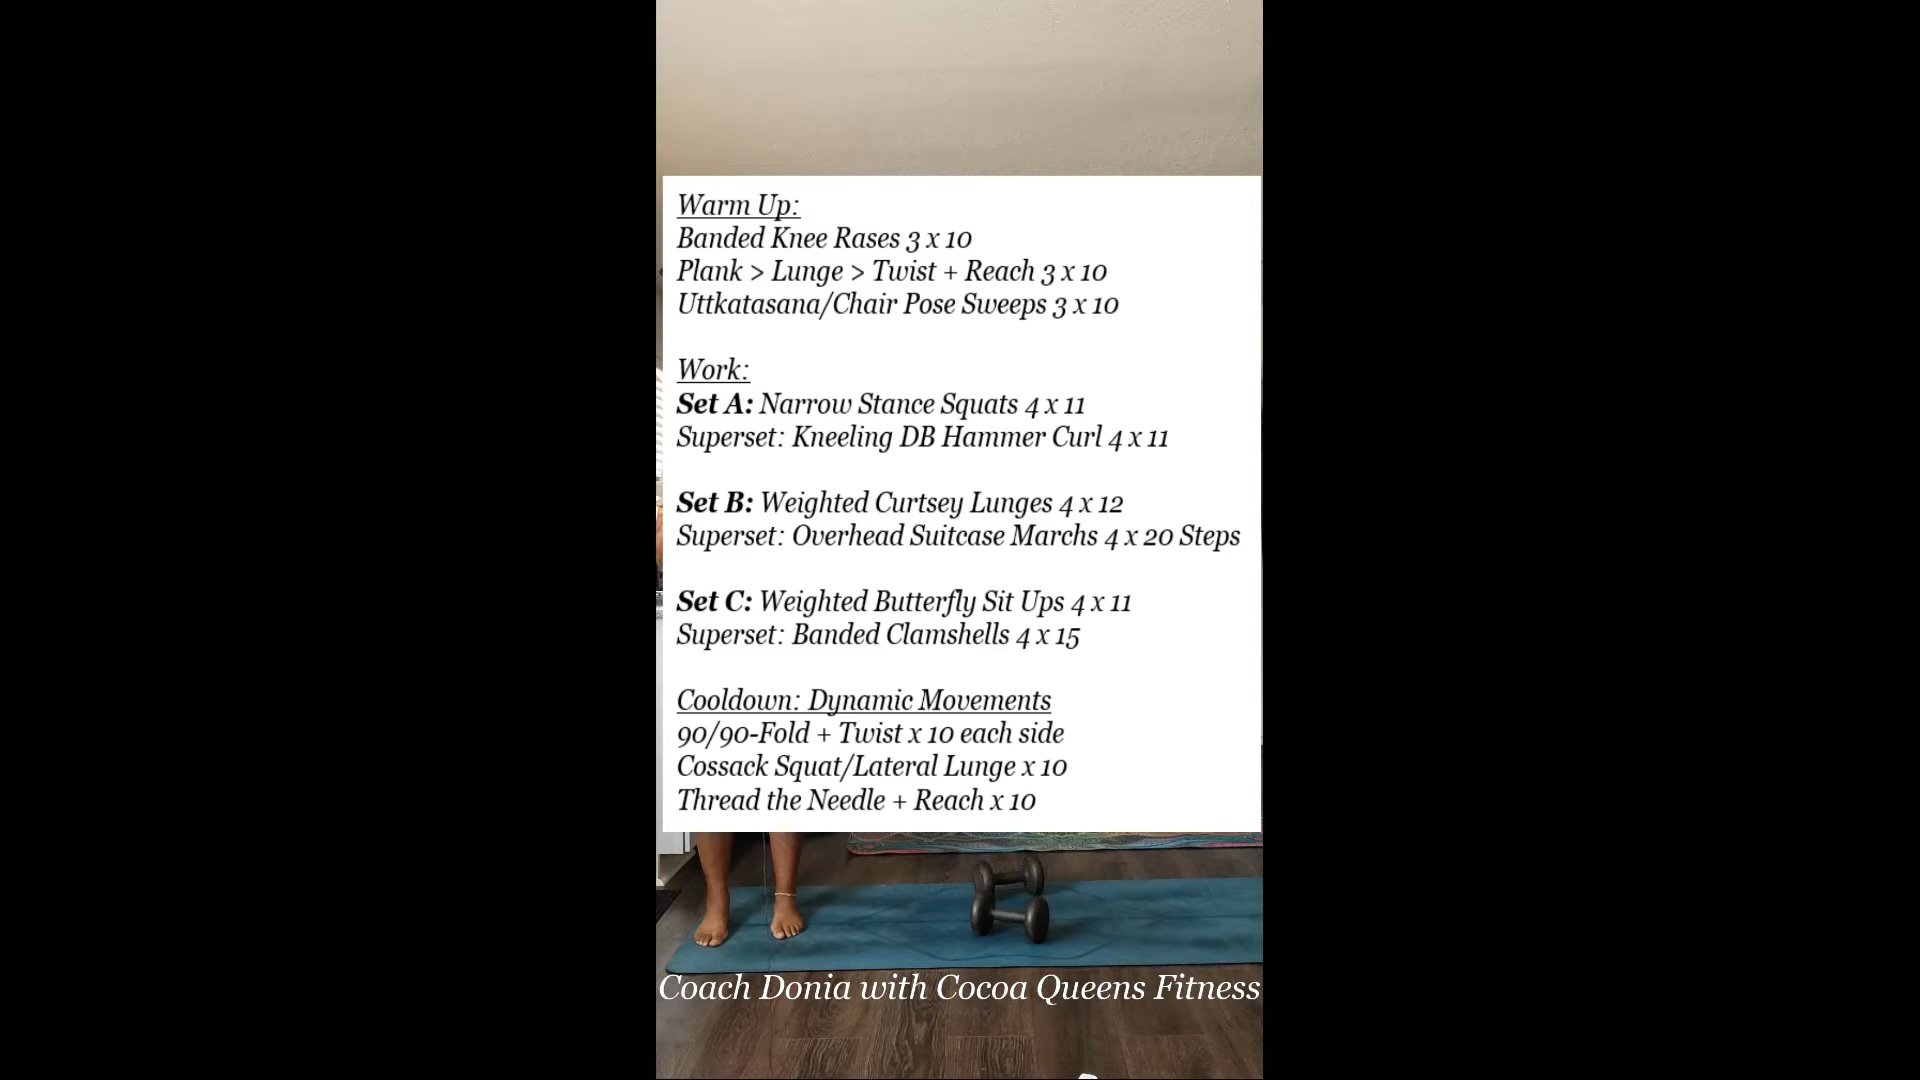 Warm Up:
Banded Knee Rases 3 x 10
Plank > Lunge > Twist + Reach 3 x 10
Uttkatasana/Chair Pose Sweeps 3 x 10
Work:
Set A: Narrow Stance Squats 4 x 11
Superset: Kneeling DB Hammer Curl 4 x 11
Set B: Weighted Curtsey Lunges 4 x 12
Superset: Overhead Suitcase Marchs 4 x 20 Steps
Set C: Weighted Butterfly Sit Ups 4 x 11
Superset: Banded Clamshells 4 x 15
Cooldown: Dynamic Movements
90/90-Fold + Twist x 10 each side
Cossack Squat/Lateral Lunge x 10
Thread the Needle + Reach x 10
Coach Donia with Cocoa Queens Fitness